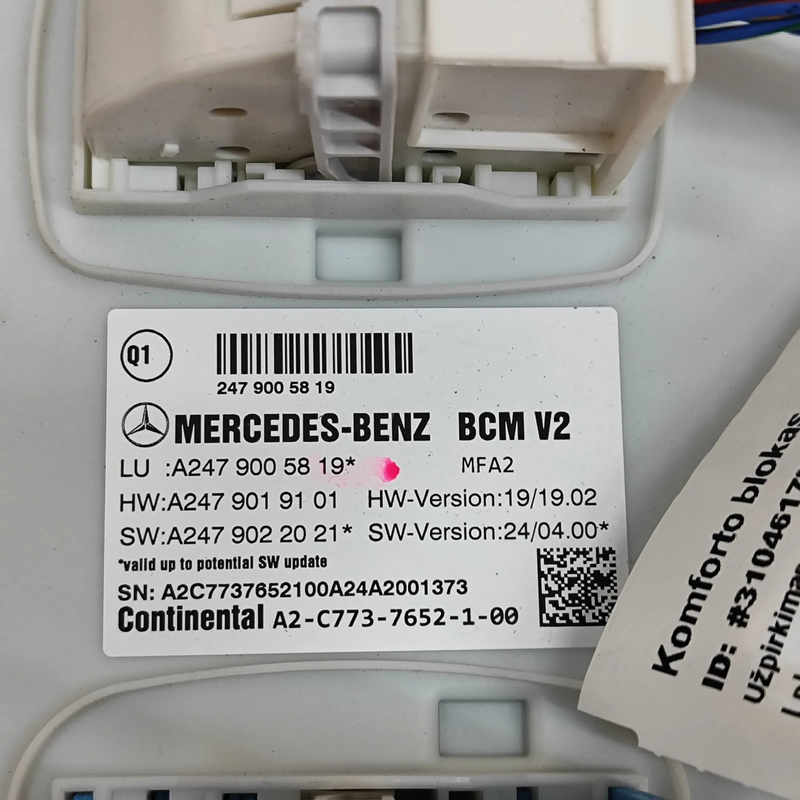 Q1
247 900 58 19
MERCEDES-BENZ BCM V2
LU :A247 900 58 19* MFA2
HW:A247 901 91 01 HW-Version:19/19.02
SW:A247 902 20 21* SW-Version:24/04.00*
*valid up to potential SW update
SN: A2C7737652100A24A2001373
Continental A2-C773-7652-1-00
Komforto blokas
ID: #3104617